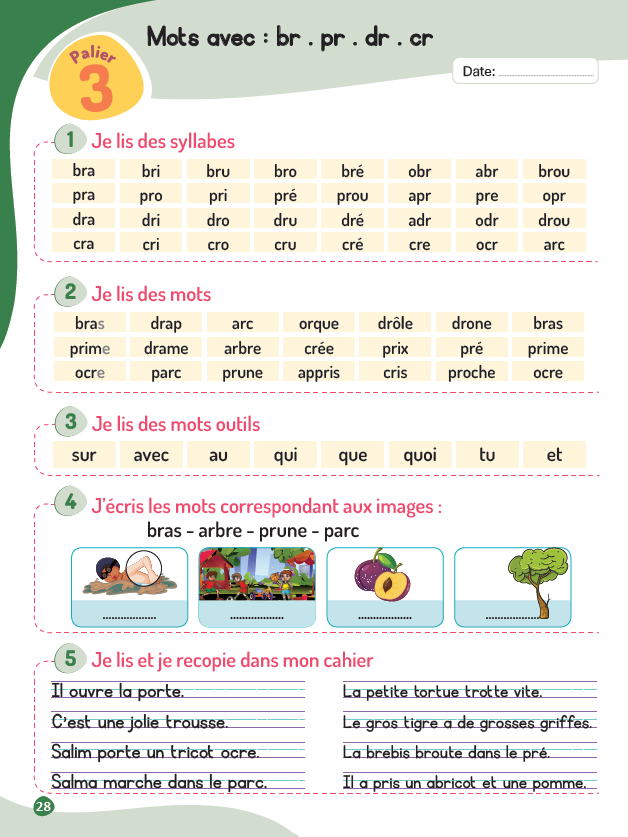 Mots avec : br . pr . dr . cr
Palier
3
Date: ..............................
1 Je lis des syllabes
bra bri bru bro bré obr abr brou
pra pro pri pré prou apr pre opr
dra dri dro dru dré adr odr drou
cra cri cro cru cré cre ocr arc
2 Je lis des mots
bras drap arc orque drôle drone bras
prime drame arbre crée prix pré prime
ocre parc prune appris cris proche ocre
3 Je lis des mots outils
sur avec au qui que quoi tu et
4 J'écris les mots correspondant aux images :
bras - arbre - prune - parc
.................. .................. .................. ..................
5 Je lis et je recopie dans mon cahier
Il ouvre la porte.
C'est une jolie trousse.
Salim porte un tricot ocre.
Salma marche dans le parc.
La petite tortue trotte vite.
Le gros tigre a de grosses griffes.
La brebis broute dans le pré.
Il a pris un abricot et une pomme.
28